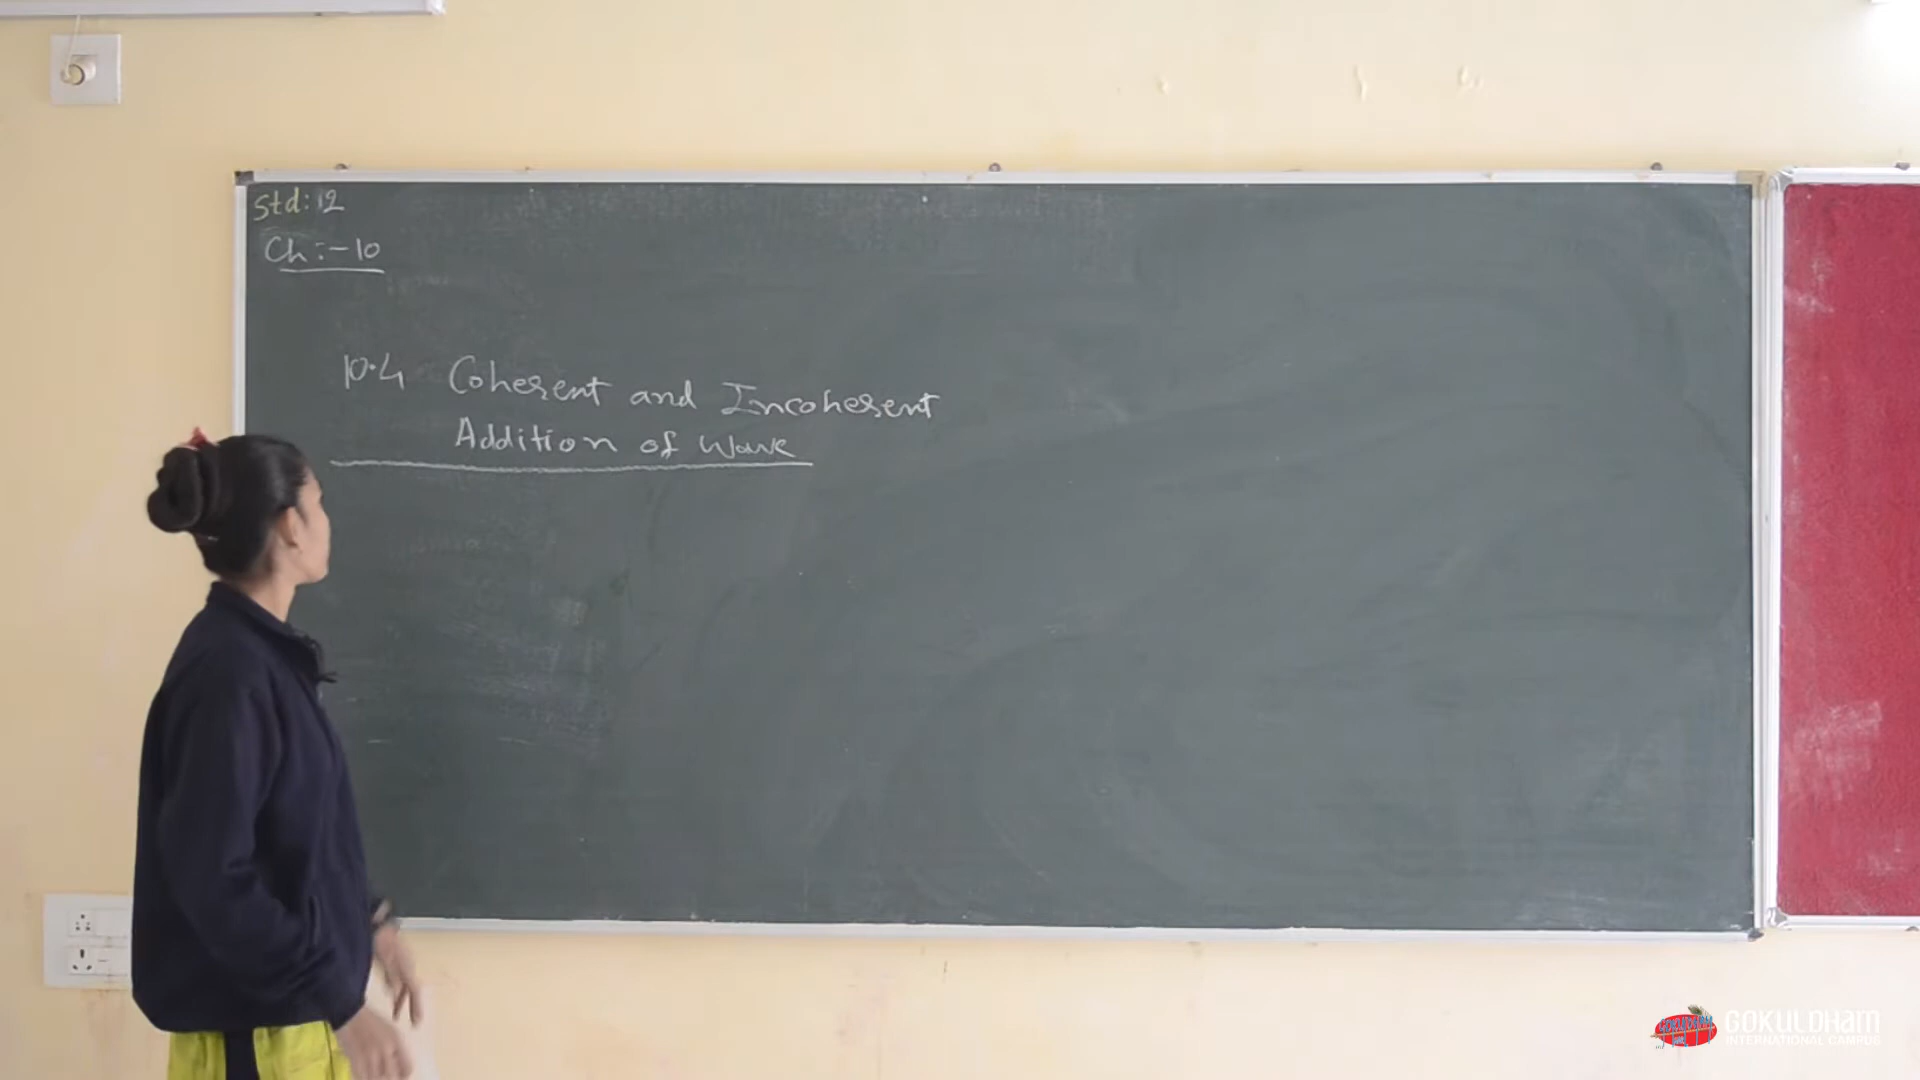 Std: 12
Ch :- 10
10.4 Coherent and Incoherent
Addition of Wave
GOKULDHAM
INTERNATIONAL CAMPUS